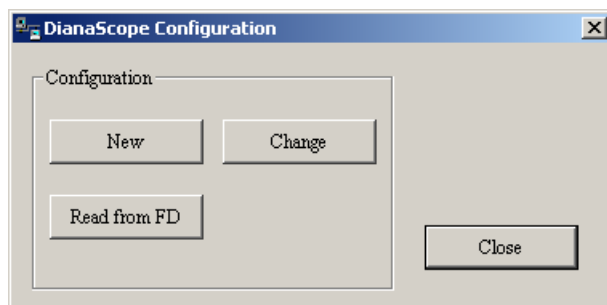 DianaScope Configuration
Configuration
New Change
Read from FD
Close